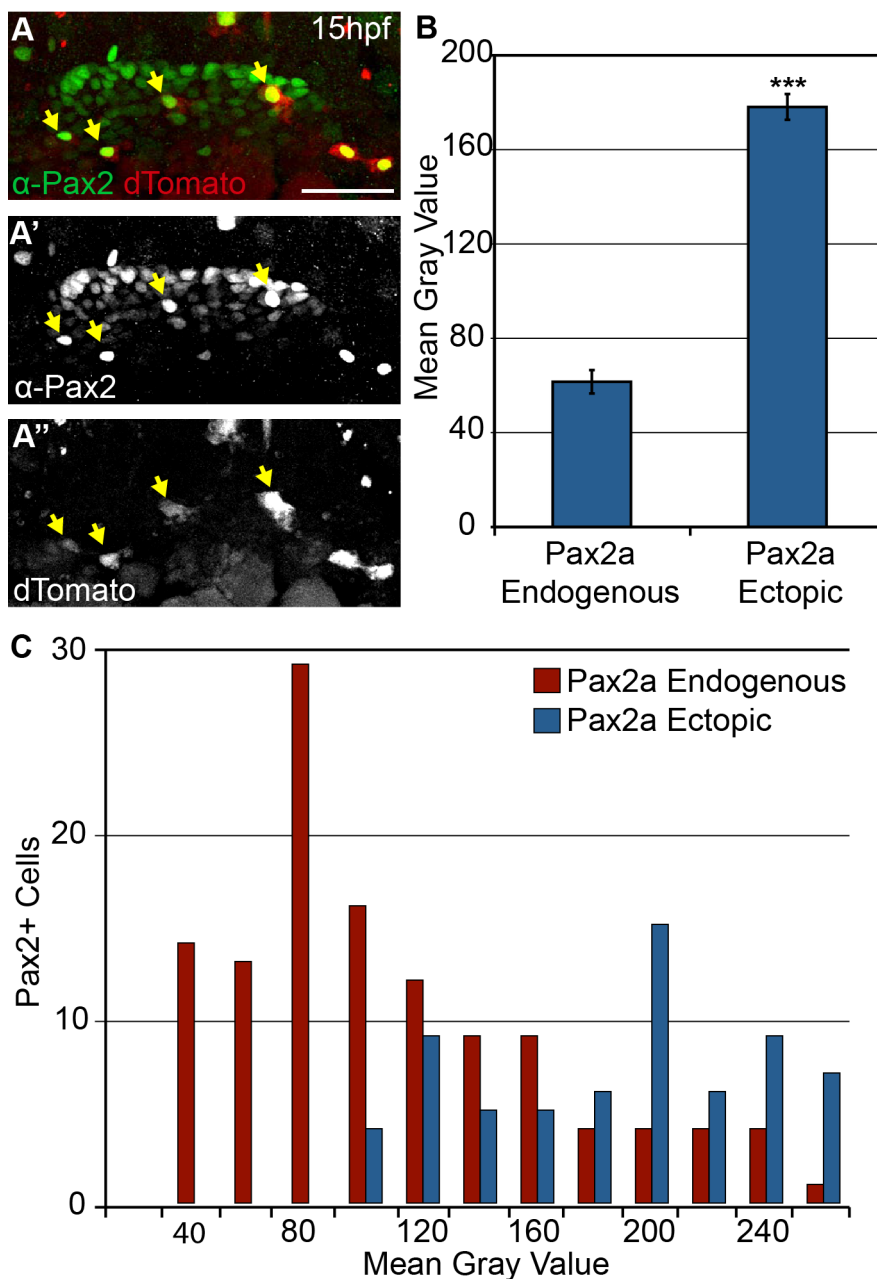 A
15hpf
α-Pax2 dTomato
A'
α-Pax2
A''
dTomato
B
200
160
120
80
40
0
Mean Gray Value
***
Pax2a
Endogenous
Pax2a
Ectopic
C
30
20
10
0
Pax2+ Cells
Pax2a Endogenous
Pax2a Ectopic
40 80 120 160 200 240
Mean Gray Value